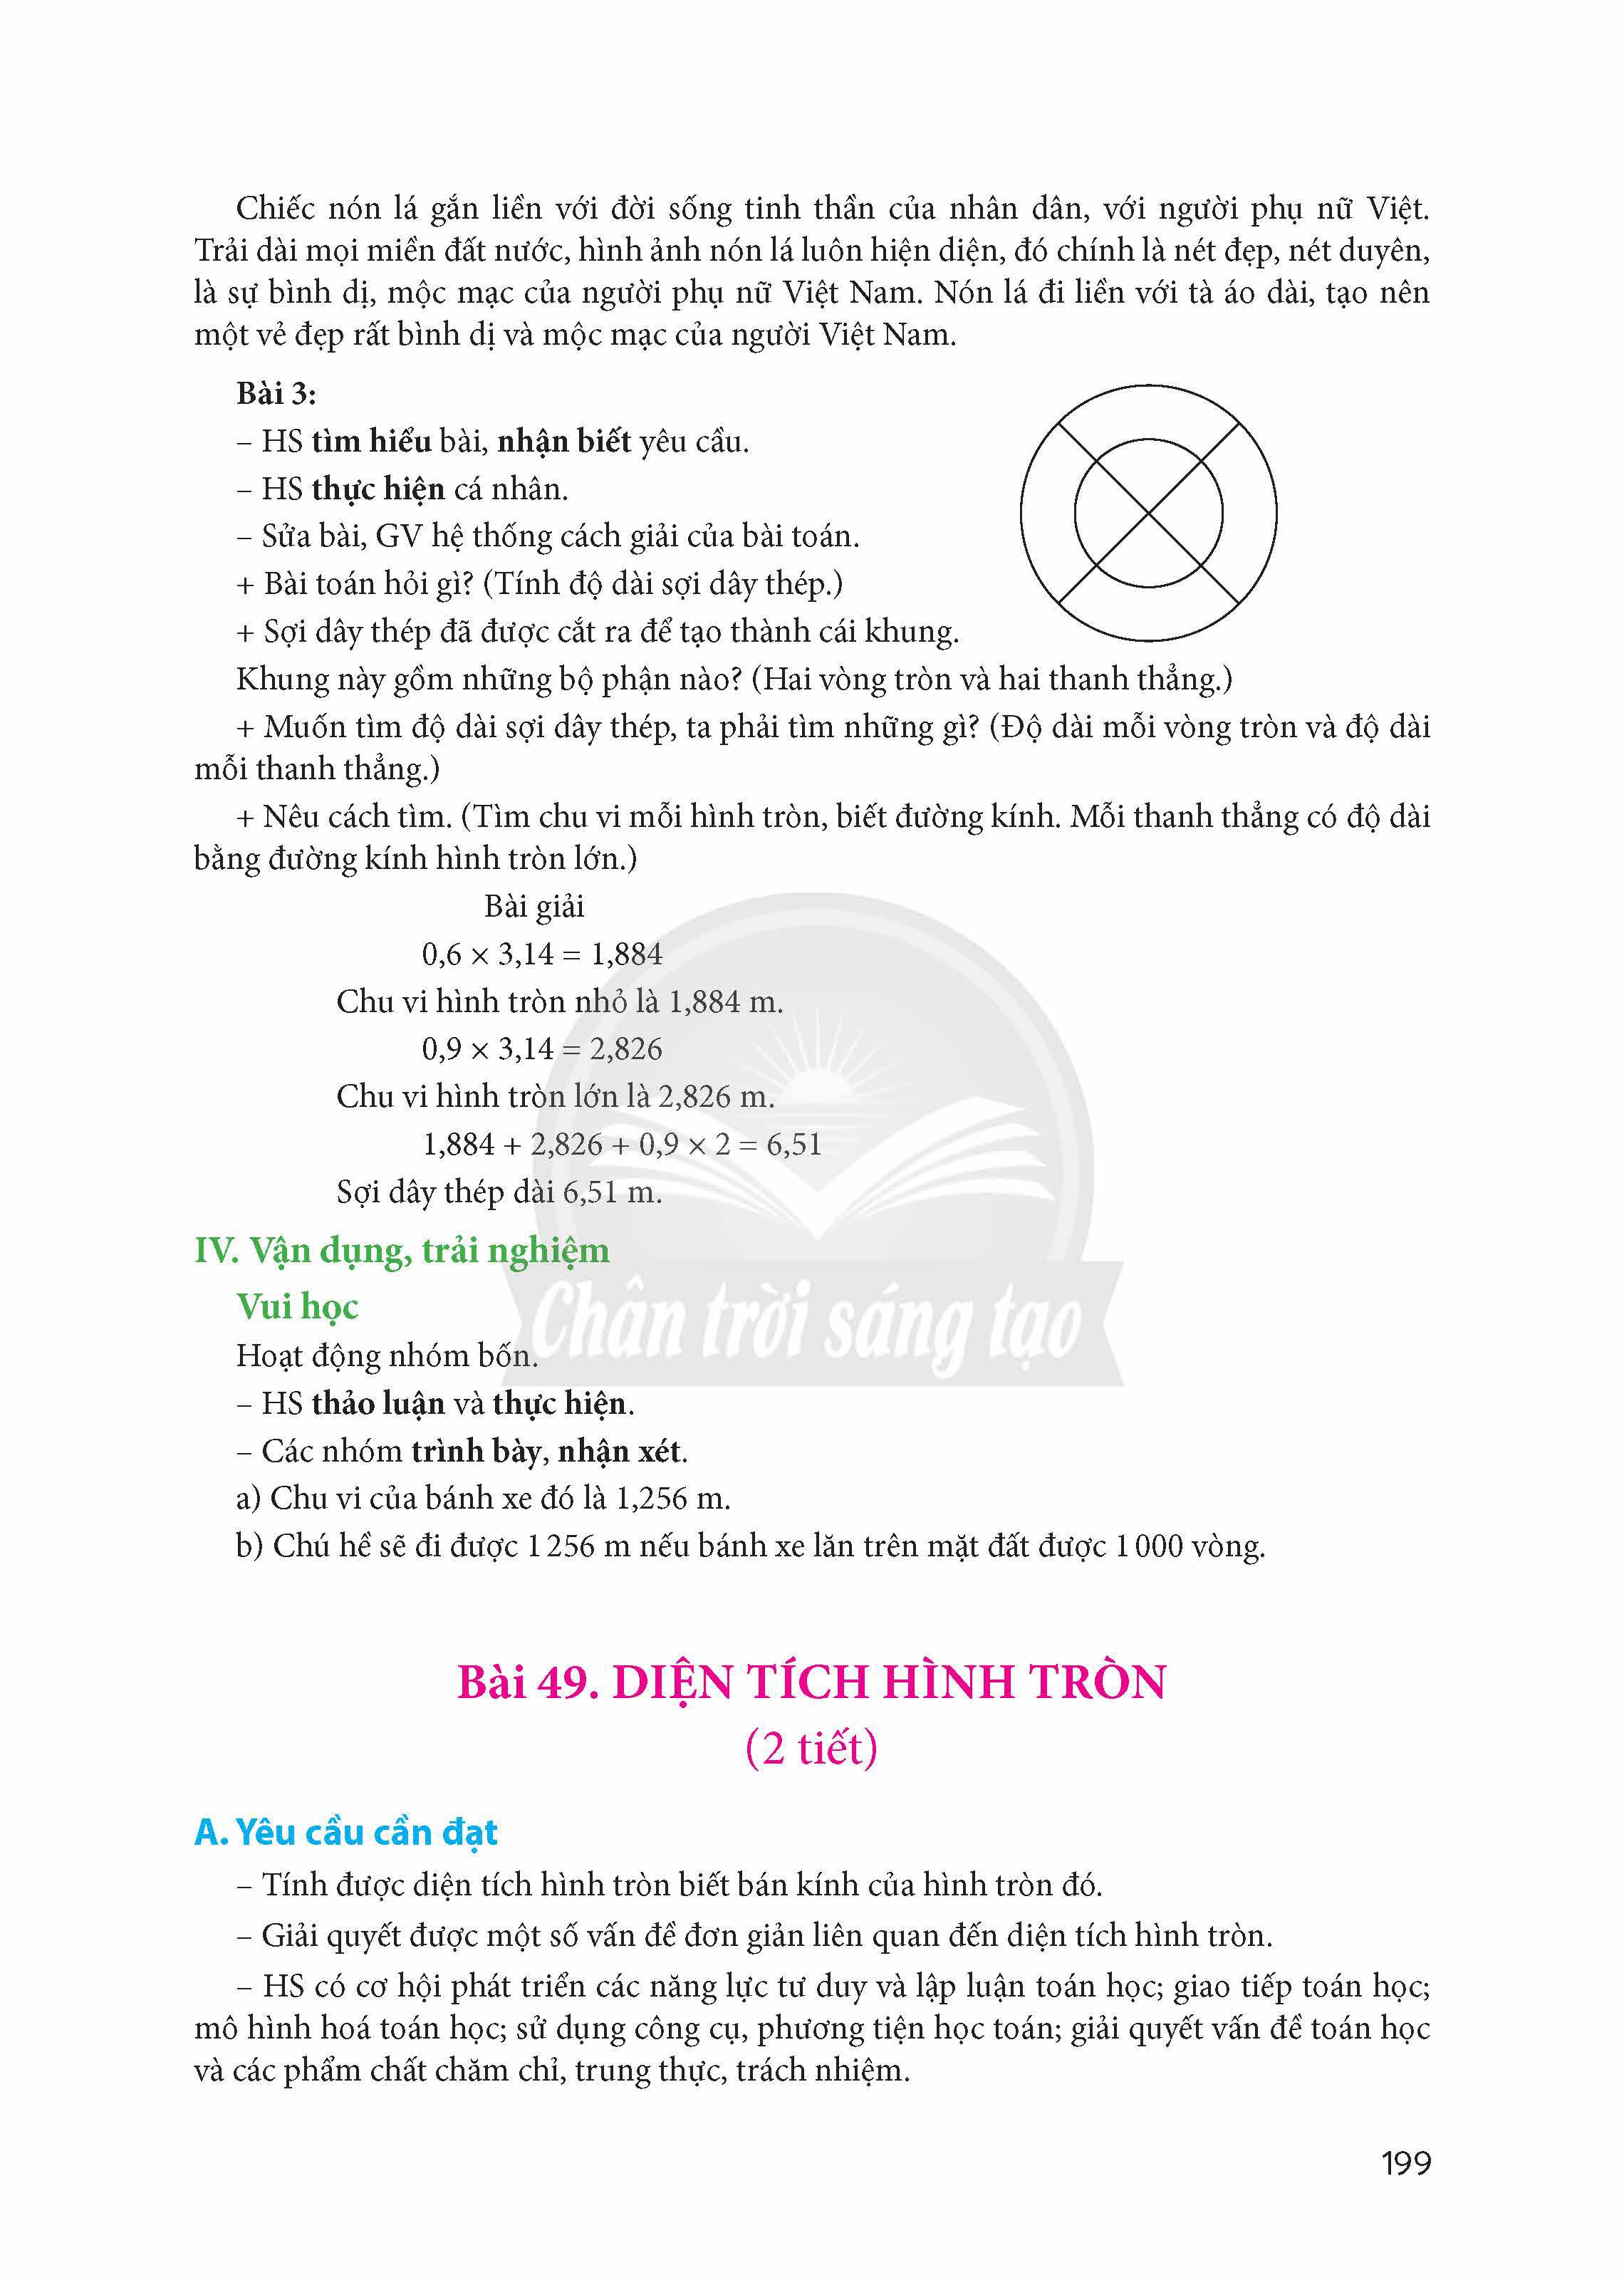 Chiếc nón lá gắn liền với đời sống tinh thần của nhân dân, với người phụ nữ Việt.
Trải dài mọi miền đất nước, hình ảnh nón lá luôn hiện diện, đó chính là nét đẹp, nét duyên,
là sự bình dị, mộc mạc của người phụ nữ Việt Nam. Nón lá đi liền với tà áo dài, tạo nên
một vẻ đẹp rất bình dị và mộc mạc của người Việt Nam.
Bài 3:
– HS tìm hiểu bài, nhận biết yêu cầu.
– HS thực hiện cá nhân.
– Sửa bài, GV hệ thống cách giải của bài toán.
+ Bài toán hỏi gì? (Tính độ dài sợi dây thép.)
+ Sợi dây thép đã được cắt ra để tạo thành cái khung.
Khung này gồm những bộ phận nào? (Hai vòng tròn và hai thanh thẳng.)
+ Muốn tìm độ dài sợi dây thép, ta phải tìm những gì? (Độ dài mỗi vòng tròn và độ dài
mỗi thanh thẳng.)
+ Nêu cách tìm. (Tìm chu vi mỗi hình tròn, biết đường kính. Mỗi thanh thẳng có độ dài
bằng đường kính hình tròn lớn.)
Bài giải
0,6 × 3,14 = 1,884
Chu vi hình tròn nhỏ là 1,884 m.
0,9 × 3,14 = 2,826
Chu vi hình tròn lớn là 2,826 m.
1,884 + 2,826 + 0,9 × 2 = 6,51
Sợi dây thép dài 6,51 m.
IV. Vận dụng, trải nghiệm
Vui học
Chân trời sáng tạo
Hoạt động nhóm bốn.
– HS thảo luận và thực hiện.
– Các nhóm trình bày, nhận xét.
a) Chu vi của bánh xe đó là 1,256 m.
b) Chú hề sẽ đi được 1 256 m nếu bánh xe lăn trên mặt đất được 1 000 vòng.
Bài 49. DIỆN TÍCH HÌNH TRÒN
(2 tiết)
A. Yêu cầu cần đạt
– Tính được diện tích hình tròn biết bán kính của hình tròn đó.
– Giải quyết được một số vấn đề đơn giản liên quan đến diện tích hình tròn.
– HS có cơ hội phát triển các năng lực tư duy và lập luận toán học; giao tiếp toán học;
mô hình hoá toán học; sử dụng công cụ, phương tiện học toán; giải quyết vấn đề toán học
và các phẩm chất chăm chỉ, trung thực, trách nhiệm.
199